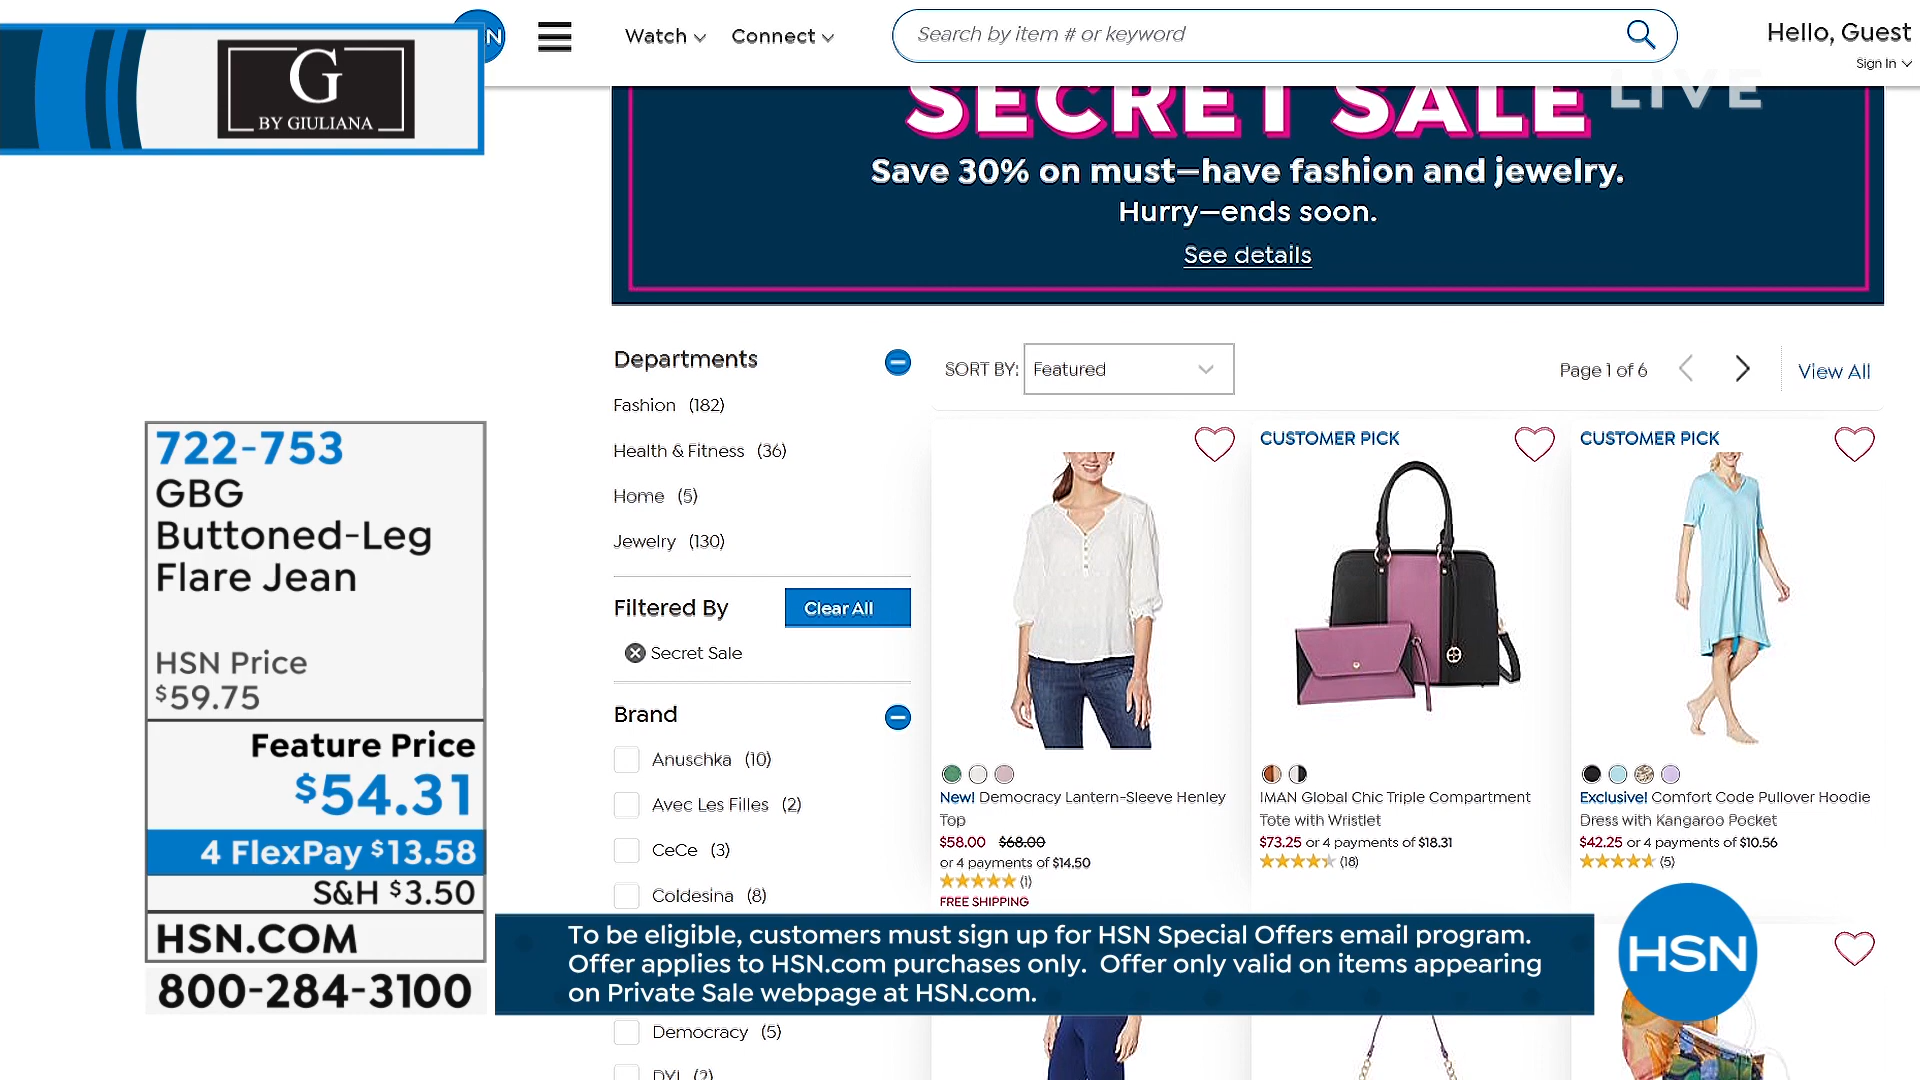 G
BY GIULIANA
N
Watch
Connect
Search by item # or keyword
Hello, Guest
Sign In
LIVE
SECRET SALE
Save 30% on must—have fashion and jewelry.
Hurry—ends soon.
See details
722-753
GBG
Buttoned-Leg
Flare Jean
HSN Price
$59.75
Feature Price
$54.31
4 FlexPay $13.58
S&H $3.50
HSN.COM
800-284-3100
Departments
Fashion (182)
Health & Fitness (36)
Home (5)
Jewelry (130)
Filtered By
Clear All
Secret Sale
Brand
Anuschka (10)
Avec Les Filles (2)
CeCe (3)
Coldesina (8)
Democracy (5)
DYL (2)
SORT BY: Featured
Page 1 of 6
View All
New! Democracy Lantern-Sleeve Henley
Top
$58.00 $68.00
or 4 payments of $14.50
(1)
FREE SHIPPING
CUSTOMER PICK
IMAN Global Chic Triple Compartment
Tote with Wristlet
$73.25 or 4 payments of $18.31
(18)
CUSTOMER PICK
Exclusive! Comfort Code Pullover Hoodie
Dress with Kangaroo Pocket
$42.25 or 4 payments of $10.56
(5)
To be eligible, customers must sign up for HSN Special Offers email program.
Offer applies to HSN.com purchases only. Offer only valid on items appearing
on Private Sale webpage at HSN.com.
HSN